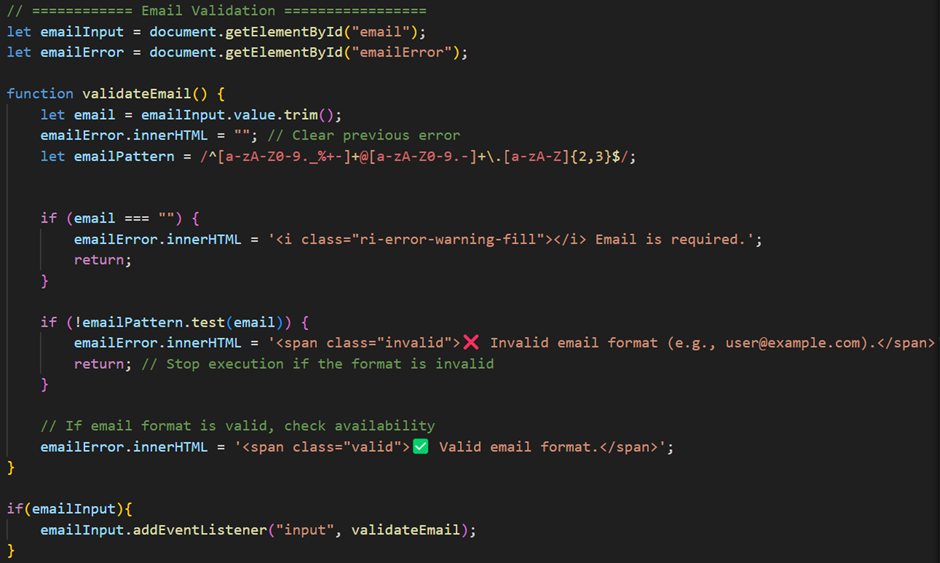 // ============ Email Validation =================
let emailInput = document.getElementById("email");
let emailError = document.getElementById("emailError");
function validateEmail() {
let email = emailInput.value.trim();
emailError.innerHTML = ""; // Clear previous error
let emailPattern = /^[a-zA-Z0-9._%+-]+@[a-zA-Z0-9.-]+\.[a-zA-Z]{2,3}$/;
if (email === "") {
emailError.innerHTML = '<i class="ri-error-warning-fill"></i> Email is required.';
return;
}
if (!emailPattern.test(email)) {
emailError.innerHTML = '<span class="invalid">❌ Invalid email format (e.g., user@example.com).</span>
return; // Stop execution if the format is invalid
}
// If email format is valid, check availability
emailError.innerHTML = '<span class="valid">✅ Valid email format.</span>';
}
if(emailInput){
emailInput.addEventListener("input", validateEmail);
}